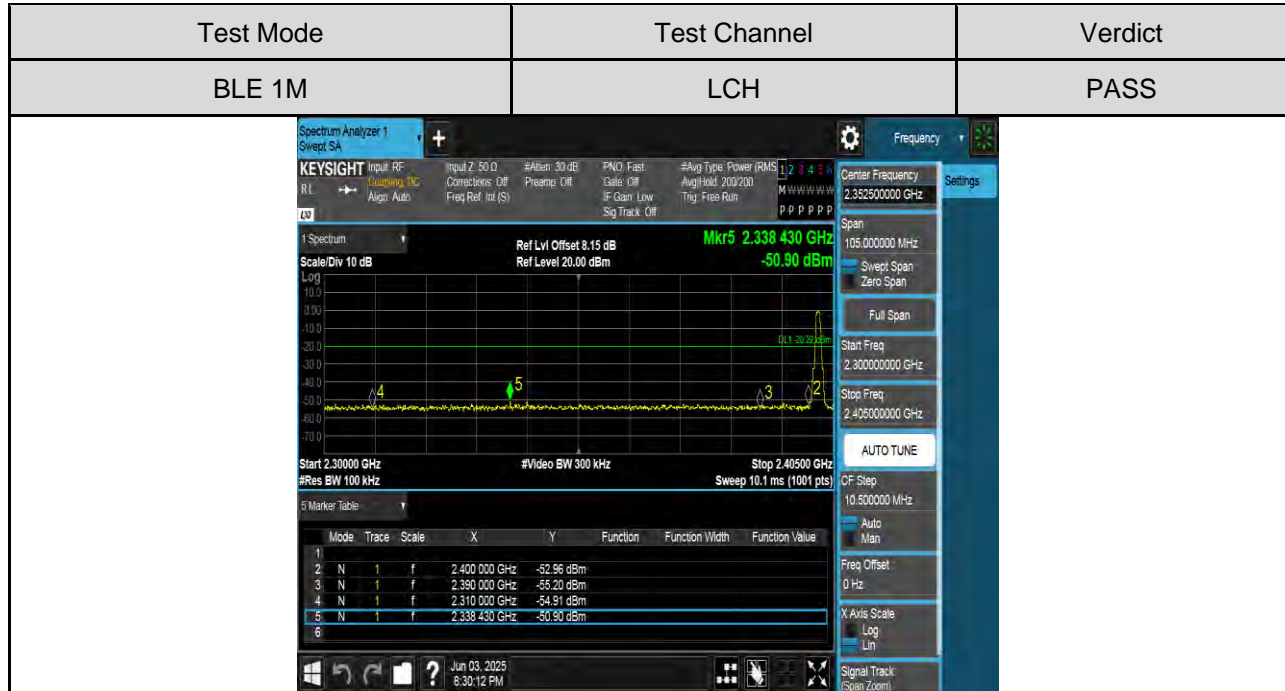 Test Mode Test Channel Verdict
BLE 1M LCH PASS
Spectrum Analyzer 1
Swept SA
+
Frequency
KEYSIGHT Input: RF Input Z: 50 Ω #Atten: 30 dB PNO: Fast #Avg Type: Power (RMS 1 2 3 4 5 6
RL Coupling: DC Corrections: Off Preamp: Off Gate: Off Avg|Hold: 200/200 M W W W W W
Align: Auto Freq Ref: Int (S) IF Gain: Low Trig: Free Run
Sig Track: Off P P P P P P
Center Frequency
2.352500000 GHz
Settings
Span
105.000000 MHz
Swept Span
Zero Span
Full Span
Start Freq
2.300000000 GHz
Stop Freq
2.405000000 GHz
AUTO TUNE
CF Step
10.500000 MHz
Auto
Man
Freq Offset
0 Hz
X Axis Scale
Log
Lin
Signal Track
(Span Zoom)
1 Spectrum
Ref Lvl Offset 8.15 dB Mkr5 2.338 430 GHz
Scale/Div 10 dB Ref Level 20.00 dBm -50.90 dBm
Log
10.0
0.00
-10.0
DL1 -20.22 dBm
-20.0
-30.0
-40.0
4 5 3 2
-50.0
-60.0
-70.0
Start 2.30000 GHz #Video BW 300 kHz Stop 2.40500 GHz
#Res BW 100 kHz Sweep 10.1 ms (1001 pts)
5 Marker Table
Mode Trace Scale X Y Function Function Width Function Value
1
2 N 1 f 2.400 000 GHz -52.96 dBm
3 N 1 f 2.390 000 GHz -55.20 dBm
4 N 1 f 2.310 000 GHz -54.91 dBm
5 N 1 f 2.338 430 GHz -50.90 dBm
6
?
Jun 03, 2025
8:30:12 PM